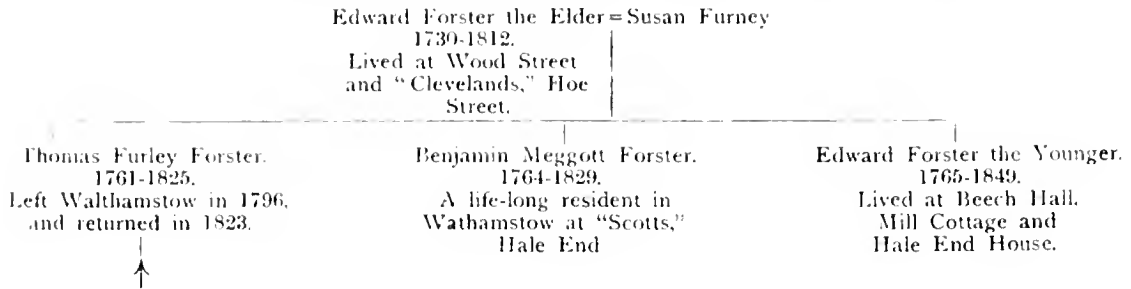 Edward Forster the Elder = Susan Furney
1730-1812.
Lived at Wood Street
and "Clevelands," Hoe
Street.
Thomas Furley Forster.
1761-1825.
Left Walthamstow in 1796,
and returned in 1823.
Benjamin Meggott Forster.
1764-1829.
A life-long resident in
Wathamstow at "Scotts,"
Hale End
Edward Forster the Younger.
1765-1849.
Lived at Beech Hall,
Mill Cottage and
Hale End House.